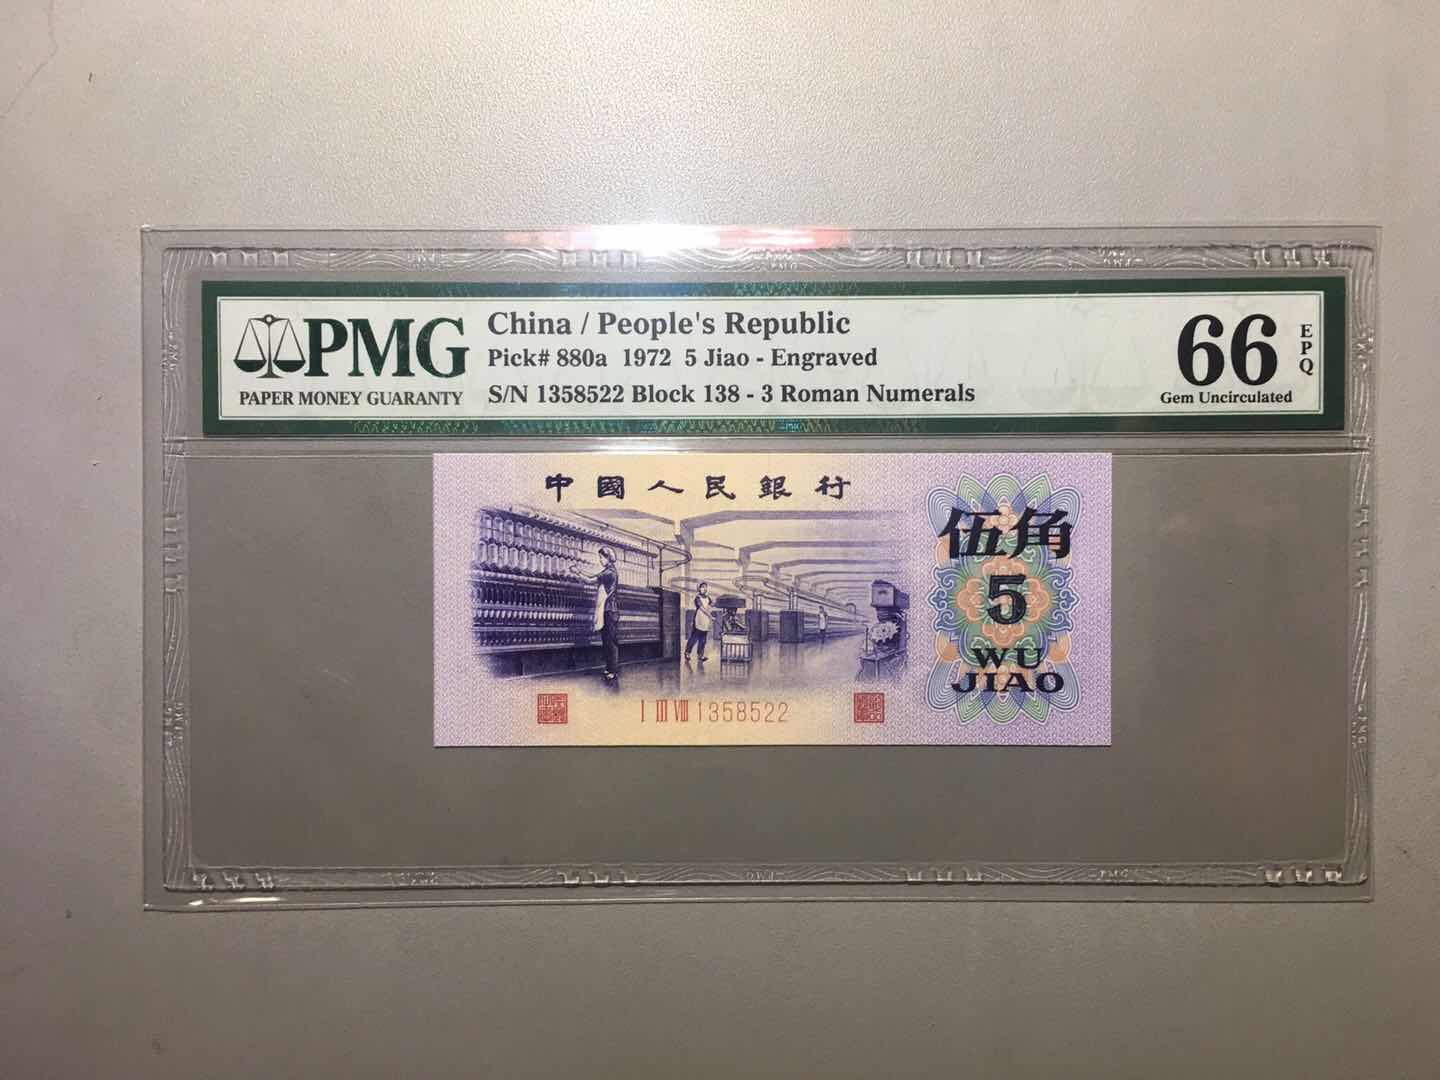 PMG
PAPER MONEY GUARANTY
China / People's Republic
Pick# 880a 1972 5 Jiao - Engraved
S/N 1358522 Block 138 - 3 Roman Numerals
66
EPQ
Gem Uncirculated
中國人民銀行
伍角
5
WU
JIAO
I III VIII 1358522